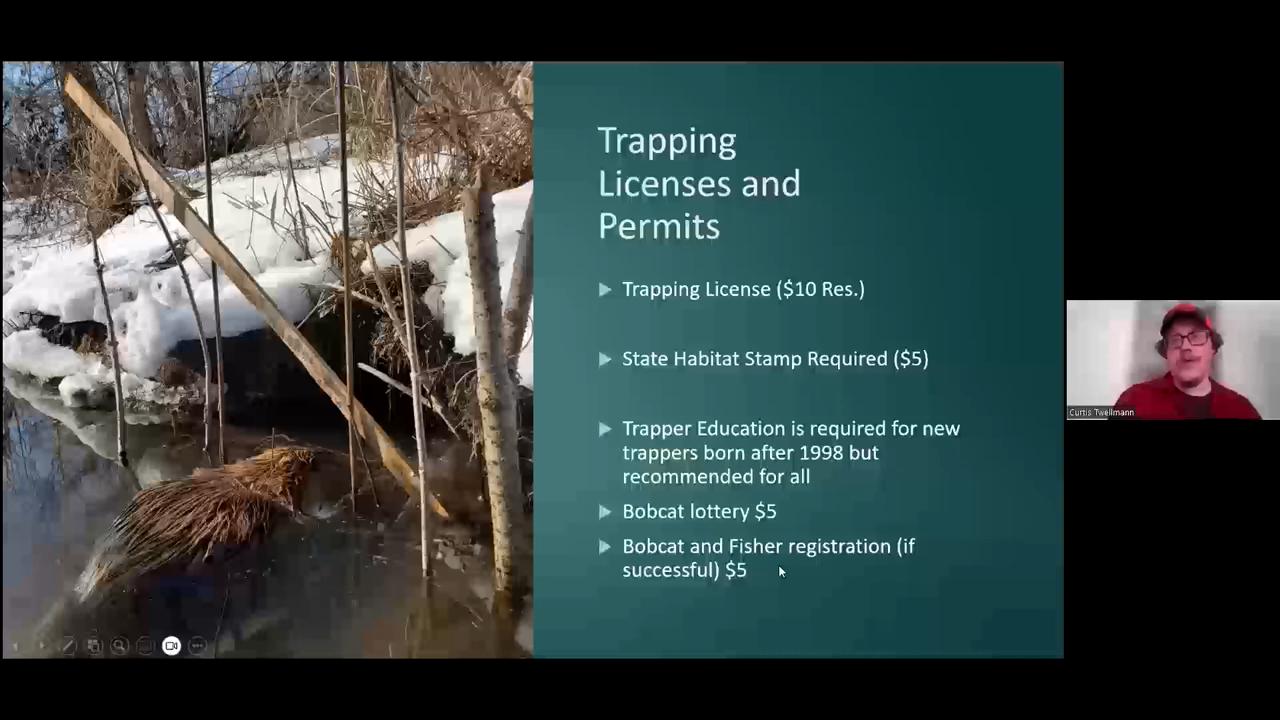 Trapping
Licenses and
Permits
Trapping License ($10 Res.)
State Habitat Stamp Required ($5)
Trapper Education is required for new
trappers born after 1998 but
recommended for all
Bobcat lottery $5
Bobcat and Fisher registration (if
successful) $5
Curtis Twellmann